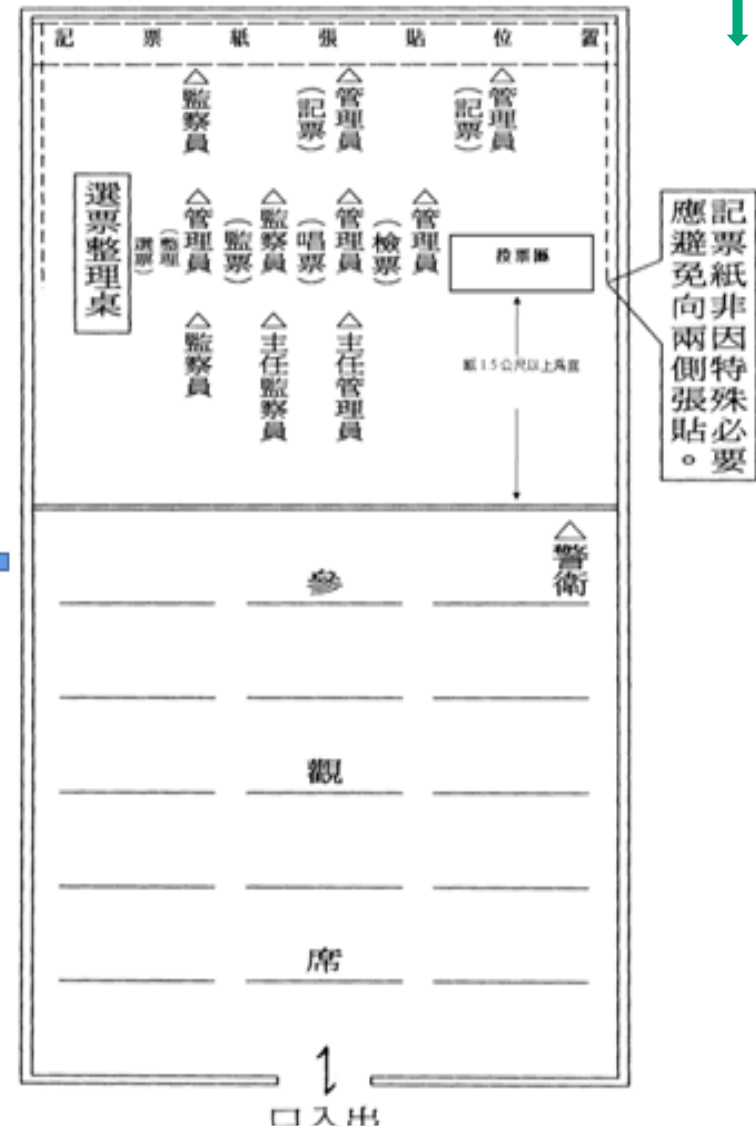 記票紙張貼位置
△監察員
△管理員
(記票)
△管理員
(記票)
選票整理桌
△管理員
(整理
選票)
△監察員
(監票)
△管理員
(唱票)
△管理員
(檢票)
投票匭
△監察員
△主任監察員
△主任管理員
1.5公尺以上為宜
記票紙非因特殊必要
應避免向兩側張貼。
△警衛
參
觀
席
口入出